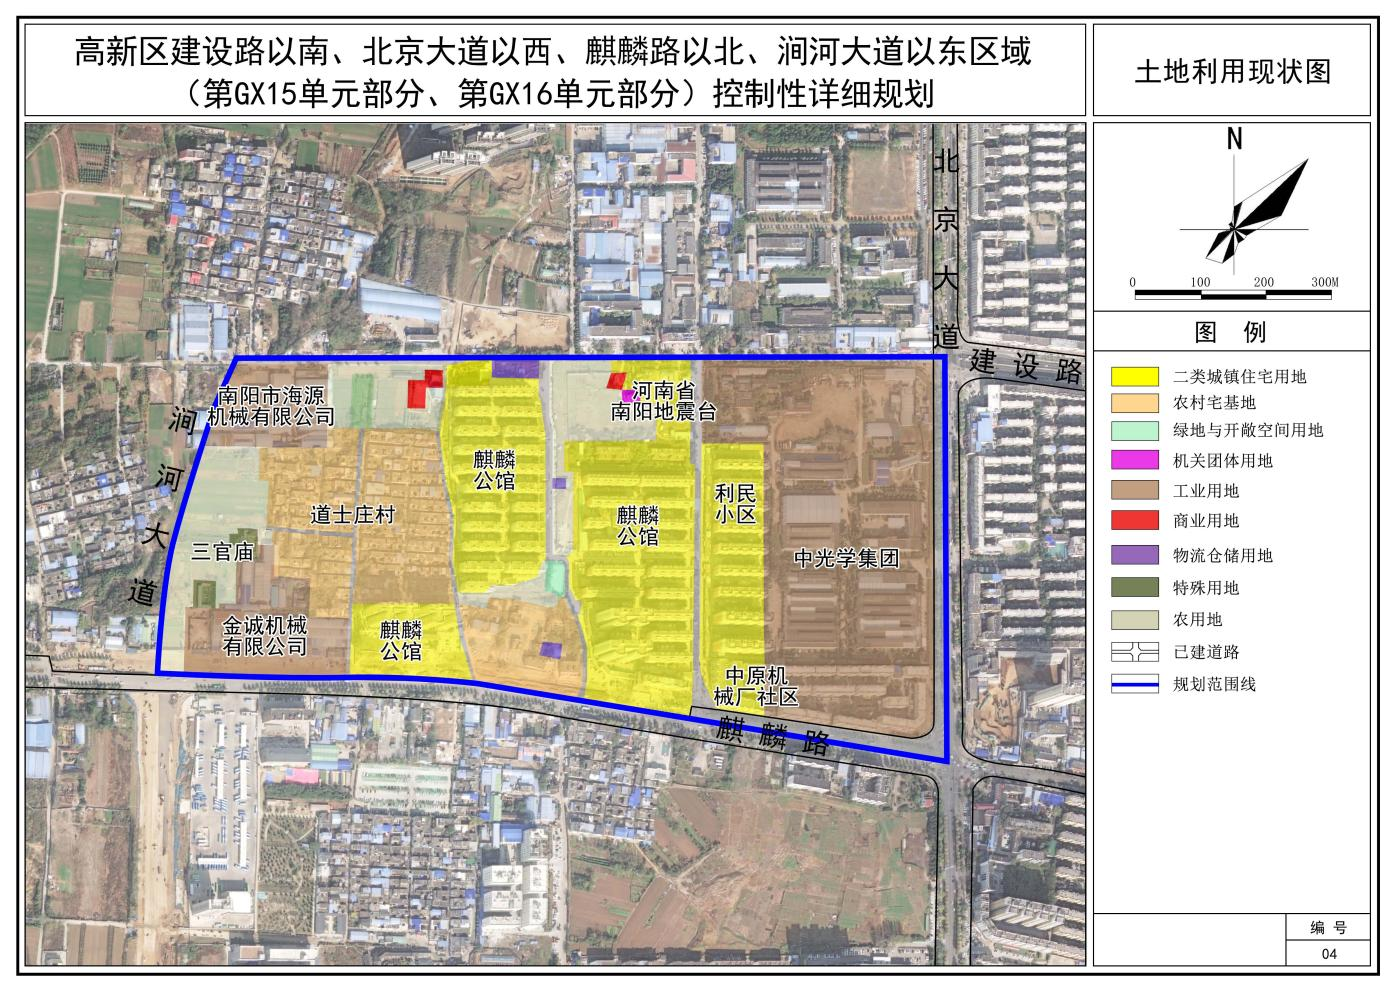 高新区建设路以南、北京大道以西、麒麟路以北、涧河大道以东区域
（第GX15单元部分、第GX16单元部分）控制性详细规划
土地利用现状图
N
0 100 200 300M
图 例
二类城镇住宅用地
农村宅基地
绿地与开敞空间用地
机关团体用地
工业用地
商业用地
物流仓储用地
特殊用地
农用地
已建道路
规划范围线
编 号
04
北京大道
建设路
涧河大道
麒麟路
南阳市海源
机械有限公司
河南省
南阳地震台
麒麟
公馆
利民
小区
道士庄村
麒麟
公馆
三官庙
中光学集团
金诚机械
有限公司
麒麟
公馆
中原机
械厂社区